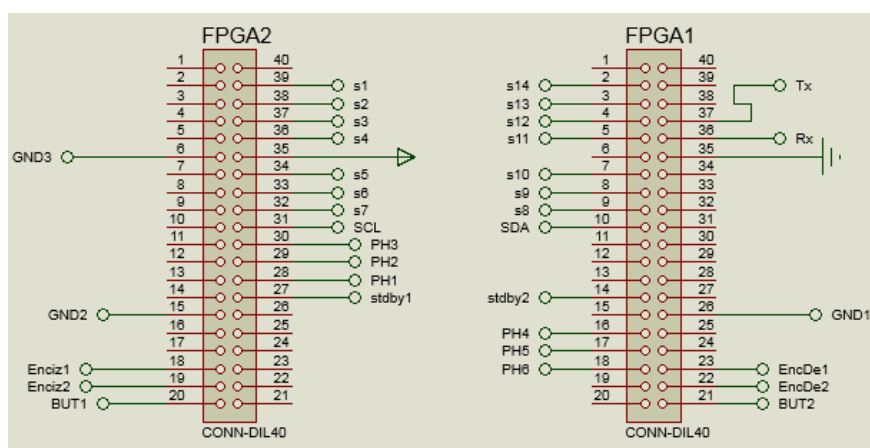 FPGA2
1 40
2 39 s1
3 38 s2
4 37 s3
5 36 s4
GND3 6 35
7 34 s5
8 33 s6
9 32 s7
10 31 SCL
11 30 PH3
12 29 PH2
13 28 PH1
14 27 stdby1
GND2 15 26
16 25
17 24
Enciz1 18 23
Enciz2 19 22
BUT1 20 21
CONN-DIL40
FPGA1
1 40
s14 2 39 Tx
s13 3 38
s12 4 37
s11 5 36 Rx
6 35
s10 7 34
s9 8 33
s8 9 32
SDA 10 31
11 30
12 29
13 28
stdby2 14 27
15 26 GND1
PH4 16 25
PH5 17 24
PH6 18 23 EncDe1
19 22 EncDe2
20 21 BUT2
CONN-DIL40